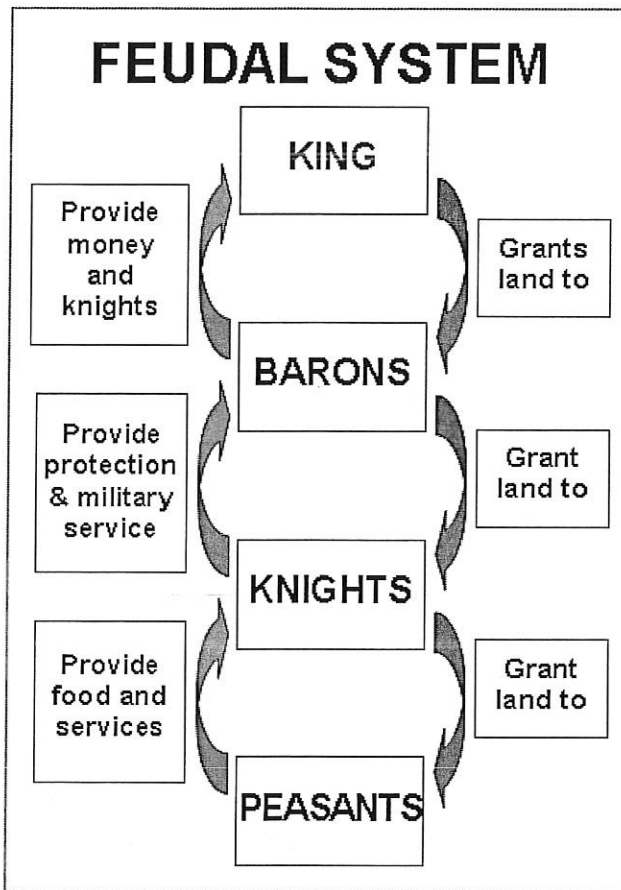 FEUDAL SYSTEM
KING
Provide
money
and
knights
Grants
land to
BARONS
Provide
protection
& military
service
Grant
land to
KNIGHTS
Provide
food and
services
Grant
land to
PEASANTS